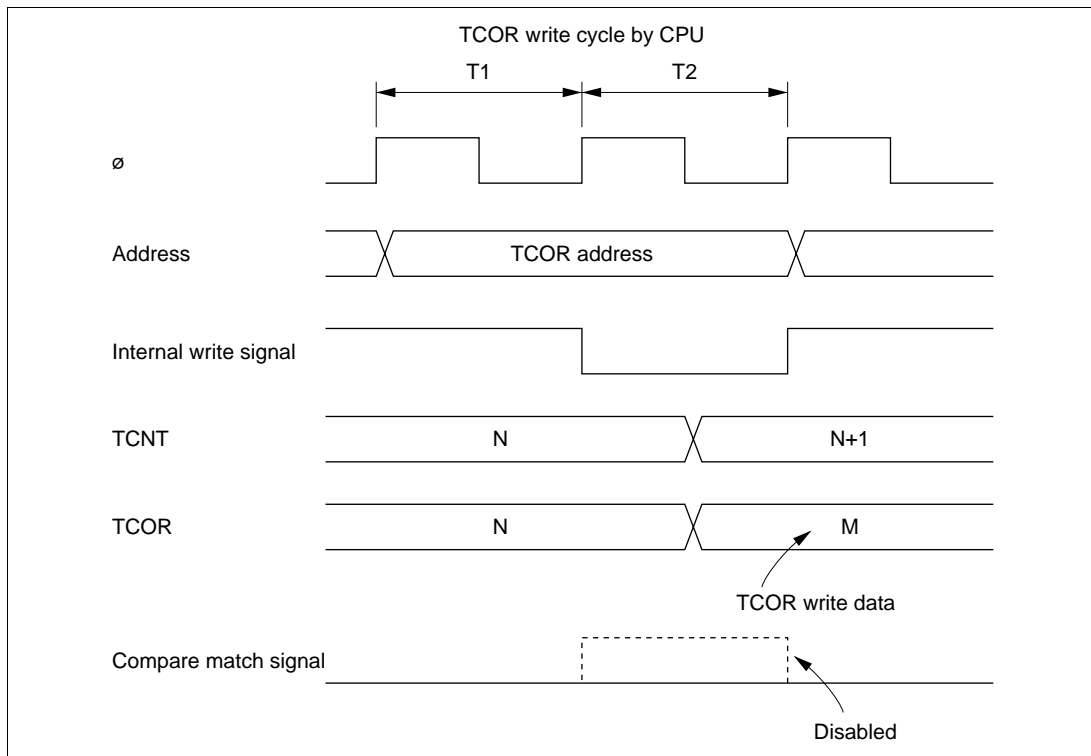 TCOR write cycle by CPU
T1 T2
ø
Address TCOR address
Internal write signal
TCNT N N+1
TCOR N M
TCOR write data
Compare match signal
Disabled